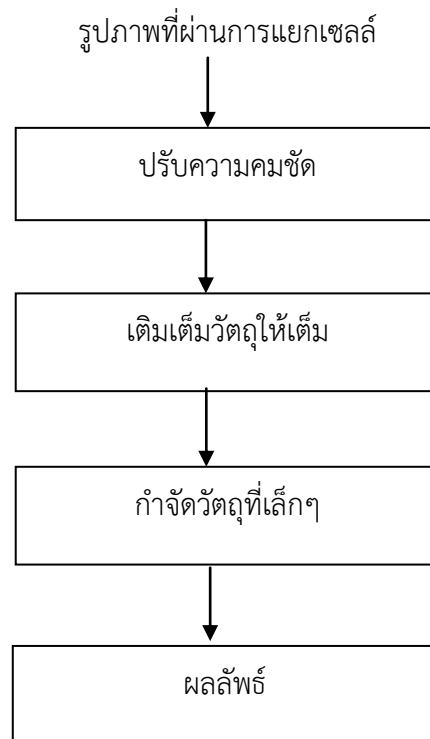 รูปภาพที่ผ่านการแยกเซลล์
ปรับความคมชัด
เติมเต็มวัตถุให้เต็ม
กำจัดวัตถุที่เล็กๆ
ผลลัพธ์